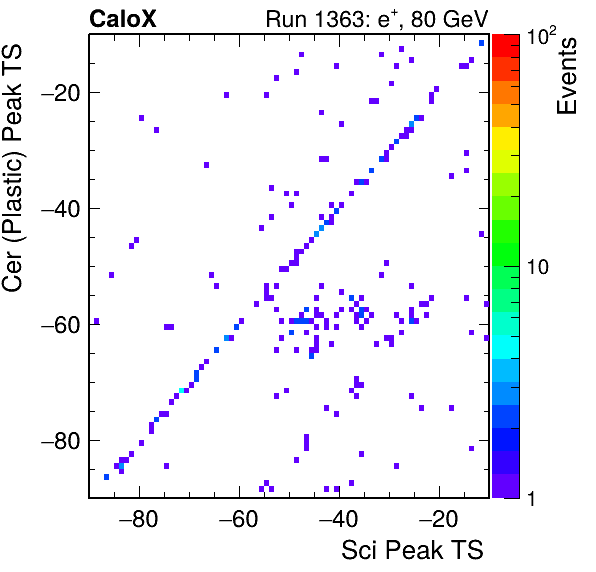 CaloX Run 1363: e⁺, 80 GeV
Cer (Plastic) Peak TS
−20
−40
−60
−80
−80 −60 −40 −20
Sci Peak TS
10²
10
1
Events